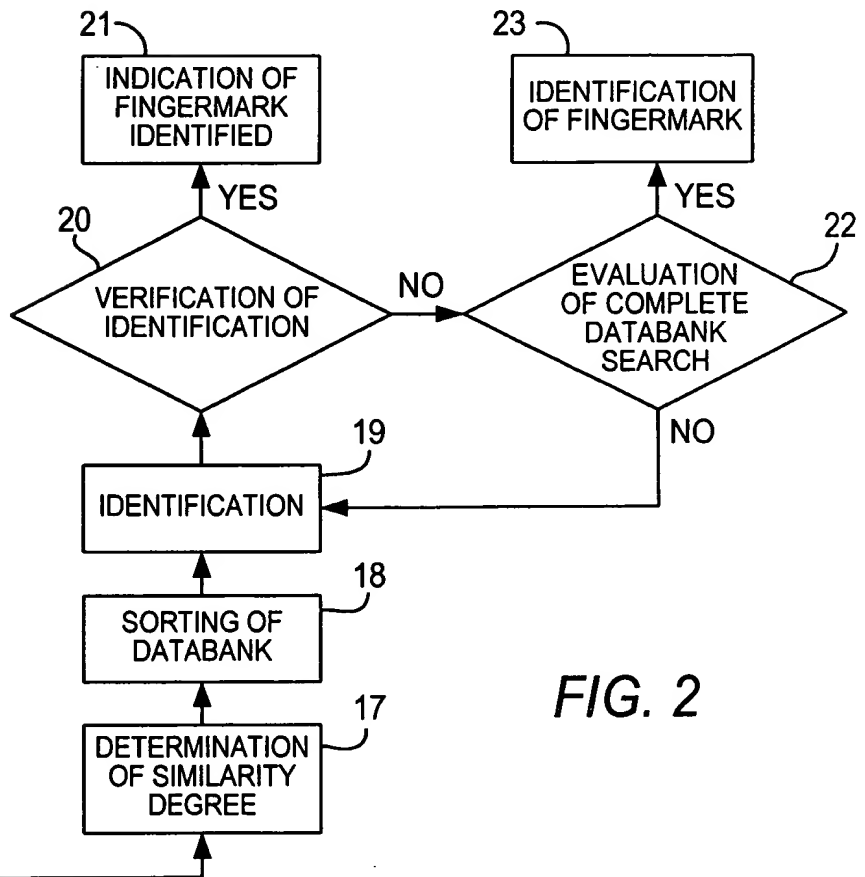 21
INDICATION OF
FINGERMARK
IDENTIFIED
YES
20
VERIFICATION OF
IDENTIFICATION
NO
23
IDENTIFICATION
OF FINGERMARK
YES
22
EVALUATION
OF COMPLETE
DATABANK
SEARCH
NO
19
IDENTIFICATION
18
SORTING OF
DATABANK
17
DETERMINATION
OF SIMILARITY
DEGREE
FIG. 2